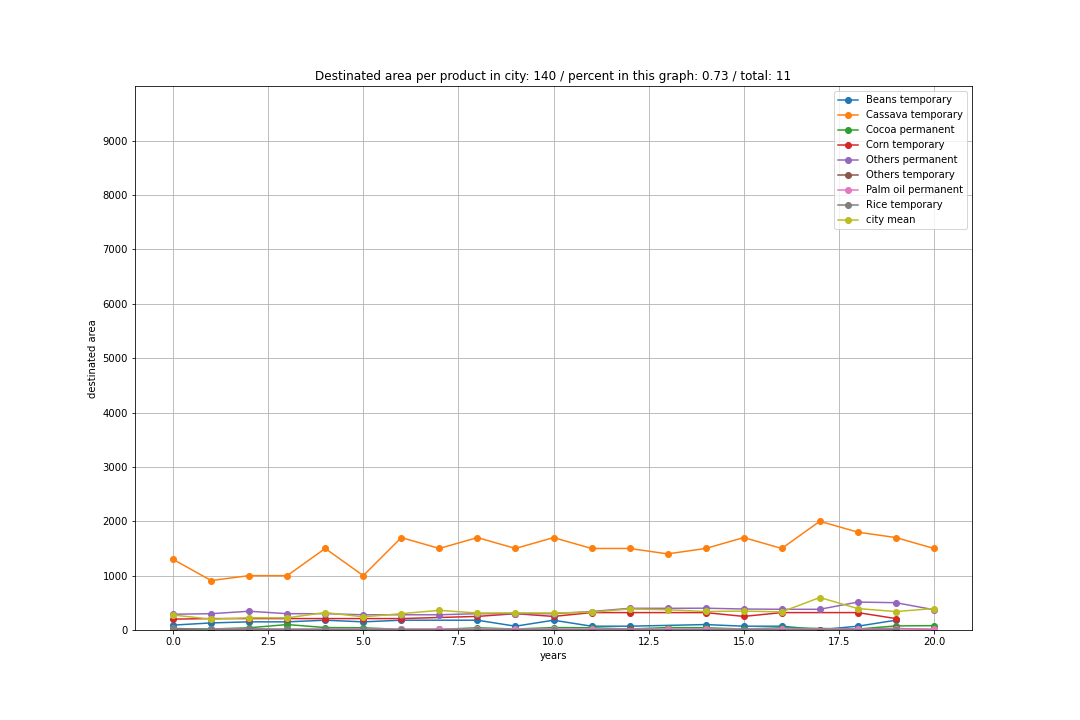 Destinated area per product in city: 140 / percent in this graph: 0.73 / total: 11
Beans temporary
Cassava temporary
Cocoa permanent
Corn temporary
Others permanent
Others temporary
Palm oil permanent
Rice temporary
city mean
destinated area
9000
8000
7000
6000
5000
4000
3000
2000
1000
0
0.0 2.5 5.0 7.5 10.0 12.5 15.0 17.5 20.0
years